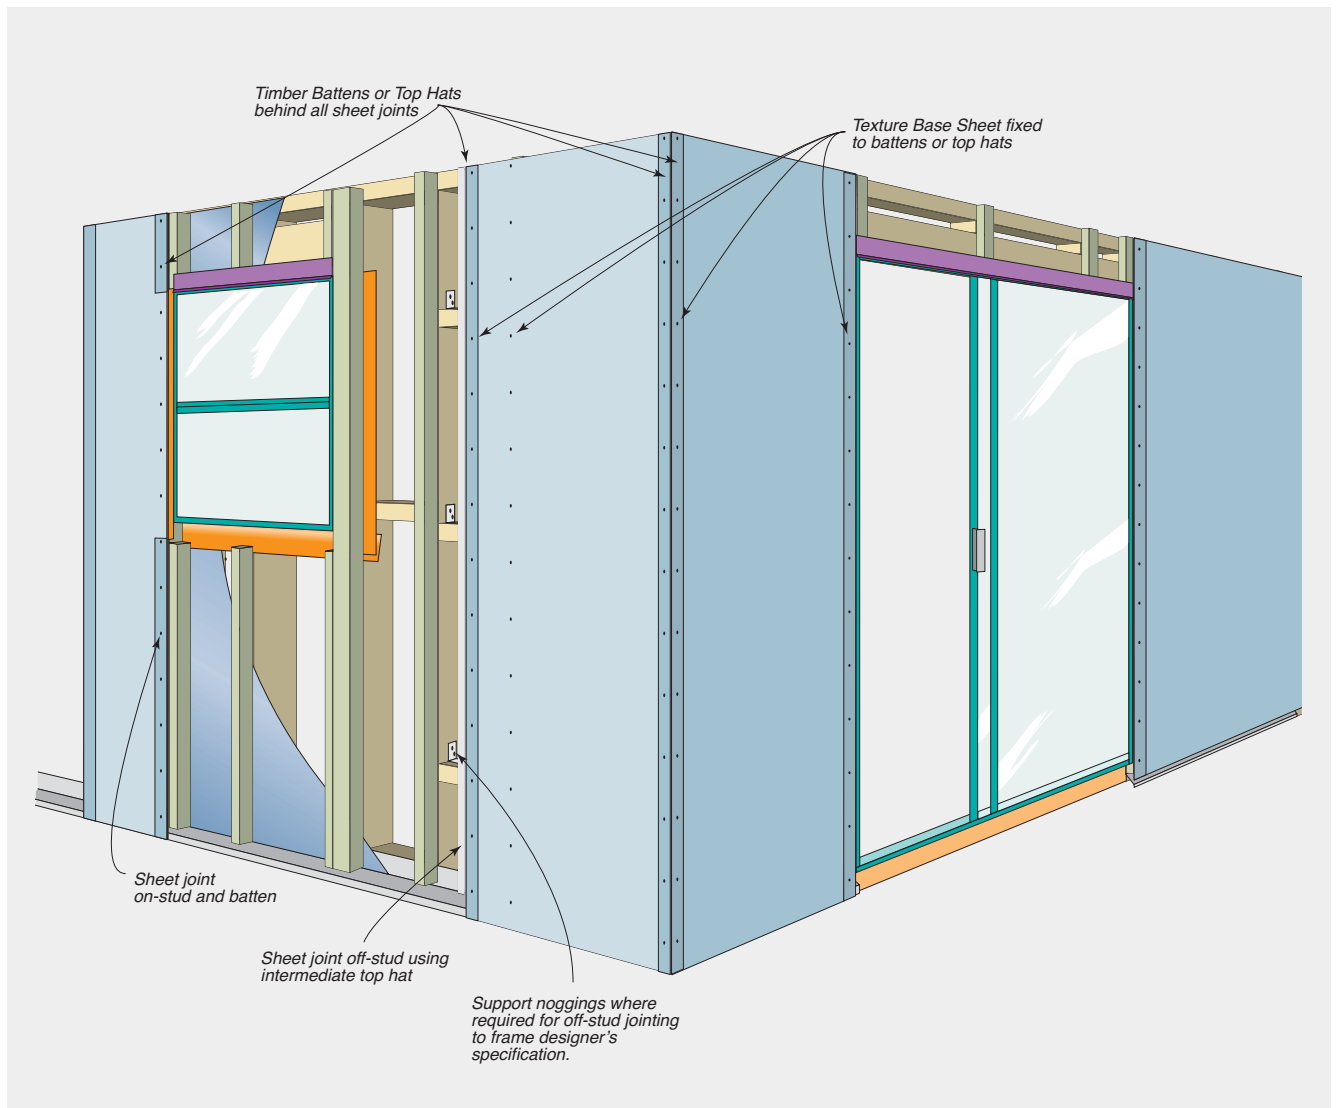 Timber Battens or Top Hats
behind all sheet joints
Texture Base Sheet fixed
to battens or top hats
Sheet joint
on-stud and batten
Sheet joint off-stud using
intermediate top hat
Support noggings where
required for off-stud jointing
to frame designer’s
specification.